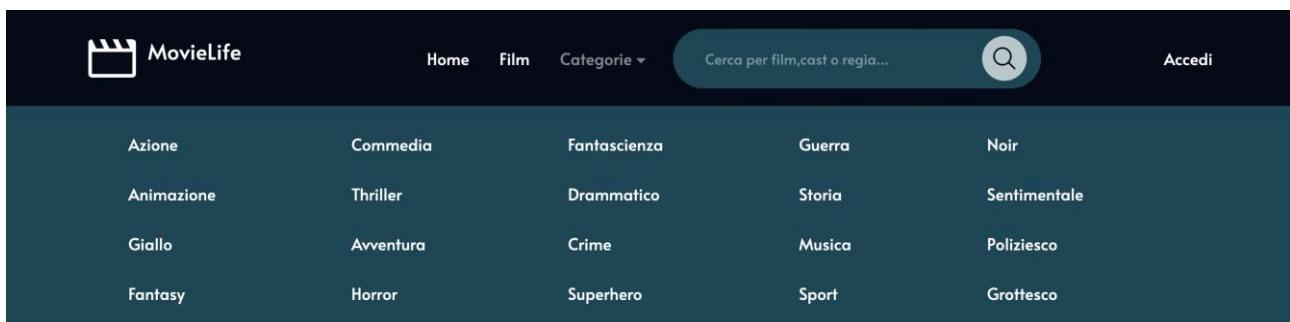 MovieLife Home Film Categorie Cerca per film,cast o regia... Accedi
Azione Commedia Fantascienza Guerra Noir
Animazione Thriller Drammatico Storia Sentimentale
Giallo Avventura Crime Musica Poliziesco
Fantasy Horror Superhero Sport Grottesco